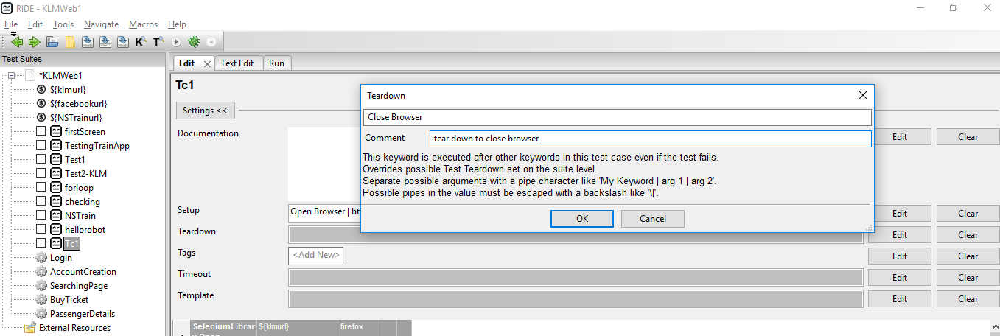 RIDE - KLMWeb1
File Edit Tools Navigate Macros Help
K T
Test Suites
*KLMWeb1
${klmurl}
${facebookurl}
${NSTrainurl}
firstScreen
TestingTrainApp
Test1
Test2-KLM
forloop
checking
NSTrain
hellorobot
Tc1
Login
AccountCreation
SearchingPage
BuyTicket
PassengerDetails
External Resources
Edit Text Edit Run
Tc1
Settings <<
Documentation
Edit Clear
Setup Open Browser | ht
Edit Clear
Teardown
Edit Clear
Tags <Add New>
Edit Clear
Timeout
Edit Clear
Template
Edit Clear
SeleniumLibrar ${klmurl} firefox
Teardown
Close Browser
Comment tear down to close browser
This keyword is executed after other keywords in this test case even if the test fails.
Overrides possible Test Teardown set on the suite level.
Separate possible arguments with a pipe character like 'My Keyword | arg 1 | arg 2'.
Possible pipes in the value must be escaped with a backslash like '\|'.
OK Cancel